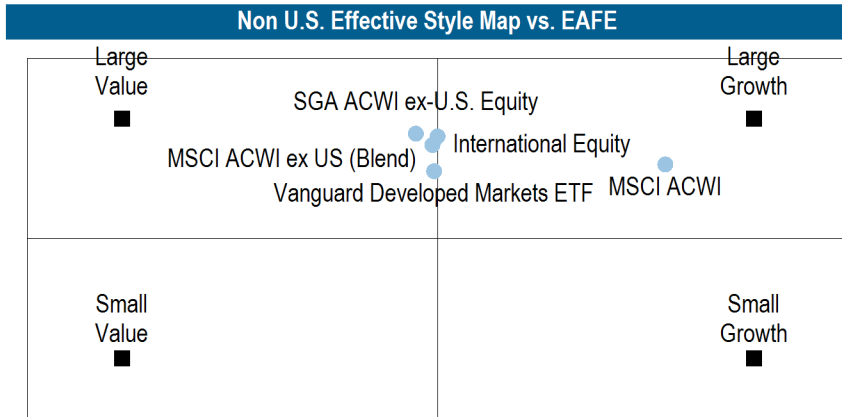 Non U.S. Effective Style Map vs. EAFE
Large
Value
Large
Growth
SGA ACWI ex-U.S. Equity
International Equity
MSCI ACWI ex US (Blend)
Vanguard Developed Markets ETF
MSCI ACWI
Small
Value
Small
Growth